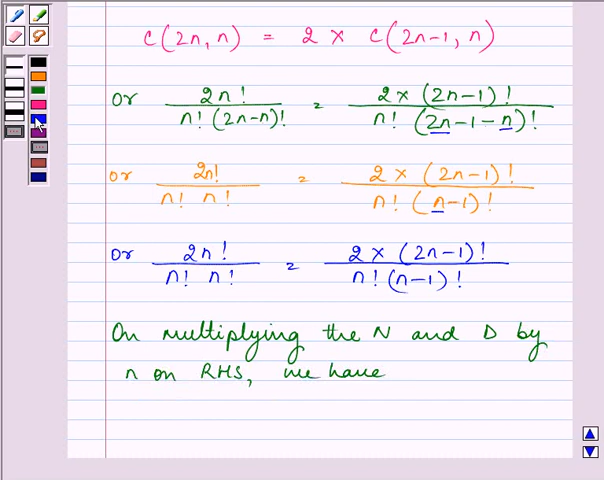 C(2n, n) = 2 × C(2n-1, n)
Or 2n! / n! (2n-n)! = 2 × (2n-1)! / n! (2n-1-n)!
or 2n! / n! n! = 2 × (2n-1)! / n! (n-1)!
Or 2n! / n! n! = 2 × (2n-1)! / n! (n-1)!
On multiplying the N and D by
n on RHS, we have